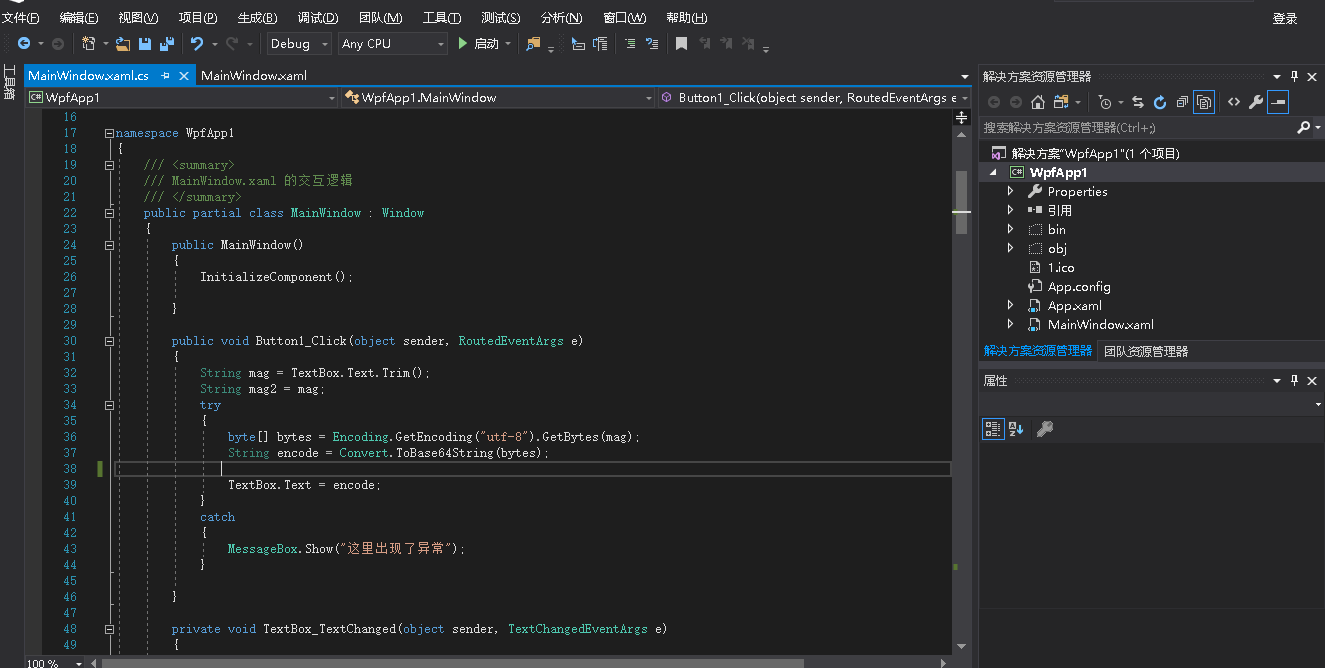 文件(F) 编辑(E) 视图(V) 项目(P) 生成(B) 调试(D) 团队(M) 工具(T) 测试(S) 分析(N) 窗口(W) 帮助(H) 登录
Debug Any CPU 启动
工具箱
MainWindow.xaml.cs MainWindow.xaml
C# WpfApp1 WpfApp1.MainWindow Button1_Click(object sender, RoutedEventArgs e
16
17 namespace WpfApp1
18 {
19 /// <summary>
20 /// MainWindow.xaml 的交互逻辑
21 /// </summary>
22 public partial class MainWindow : Window
23 {
24 public MainWindow()
25 {
26 InitializeComponent();
27
28 }
29
30 public void Button1_Click(object sender, RoutedEventArgs e)
31 {
32 String mag = TextBox.Text.Trim();
33 String mag2 = mag;
34 try
35 {
36 byte[] bytes = Encoding.GetEncoding("utf-8").GetBytes(mag);
37 String encode = Convert.ToBase64String(bytes);
38
39 TextBox.Text = encode;
40 }
41 catch
42 {
43 MessageBox.Show("这里出现了异常");
44 }
45
46 }
47
48 private void TextBox_TextChanged(object sender, TextChangedEventArgs e)
49 {
100 %
解决方案资源管理器
搜索解决方案资源管理器(Ctrl+;)
解决方案"WpfApp1"(1 个项目)
C# WpfApp1
Properties
引用
bin
obj
1.ico
App.config
App.xaml
MainWindow.xaml
解决方案资源管理器 团队资源管理器
属性